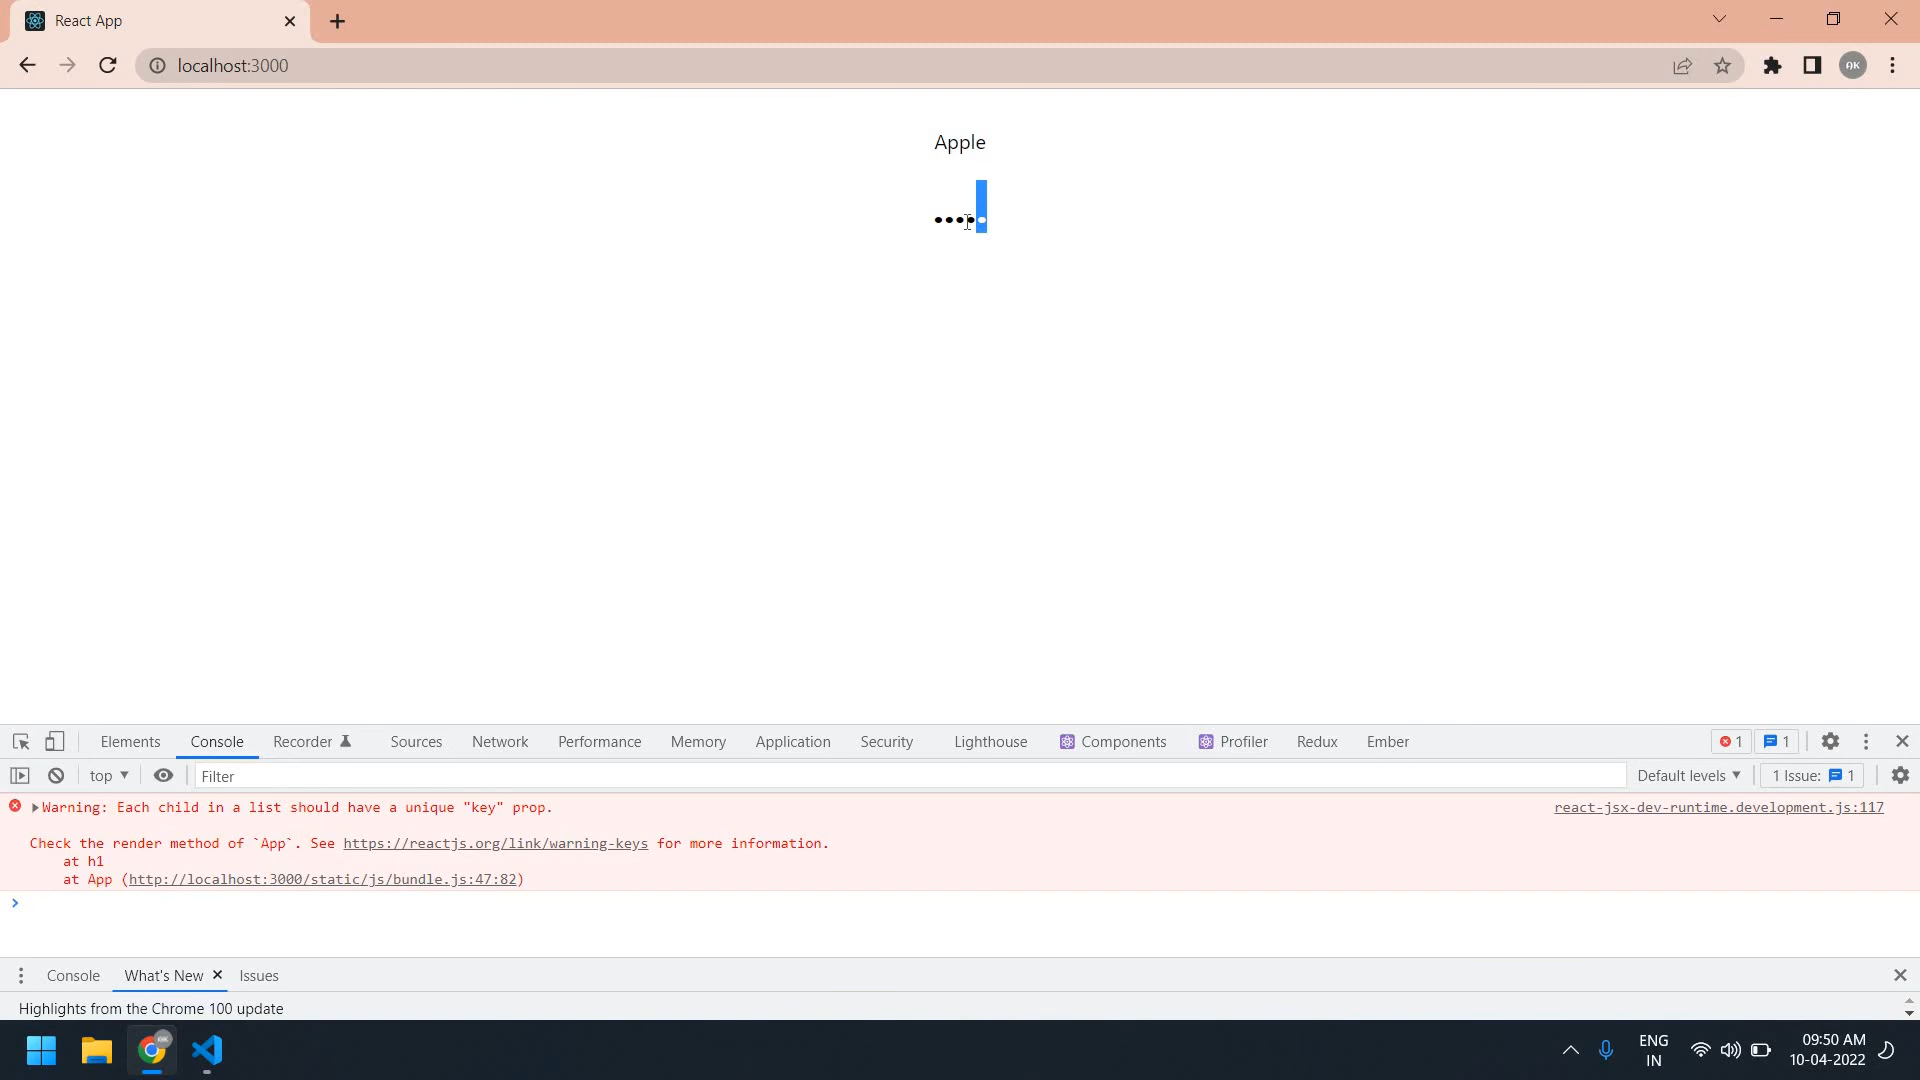 React App
localhost:3000
AK
Apple
•••••
Elements Console Recorder Sources Network Performance Memory Application Security Lighthouse Components Profiler Redux Ember 1 1
top Filter Default levels 1 Issue: 1
Warning: Each child in a list should have a unique "key" prop. react-jsx-dev-runtime.development.js:117
Check the render method of `App`. See https://reactjs.org/link/warning-keys for more information.
at h1
at App (http://localhost:3000/static/js/bundle.js:47:82)
Console What's New Issues
Highlights from the Chrome 100 update
ENG
IN
09:50 AM
10-04-2022